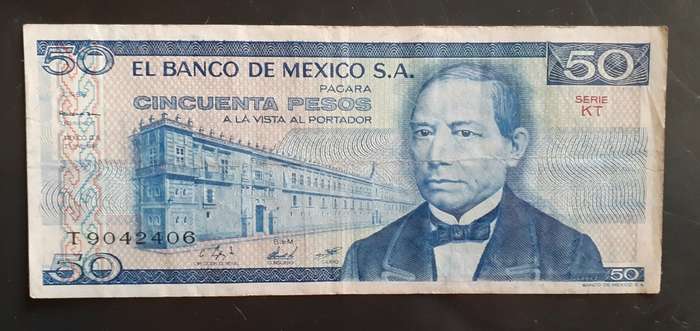 50
EL BANCO DE MEXICO S.A.
PAGARA
CINCUENTA PESOS
A LA VISTA AL PORTADOR
50
SERIE
KT
T 9042406
50
50
BANCO DE MEXICO S.A.